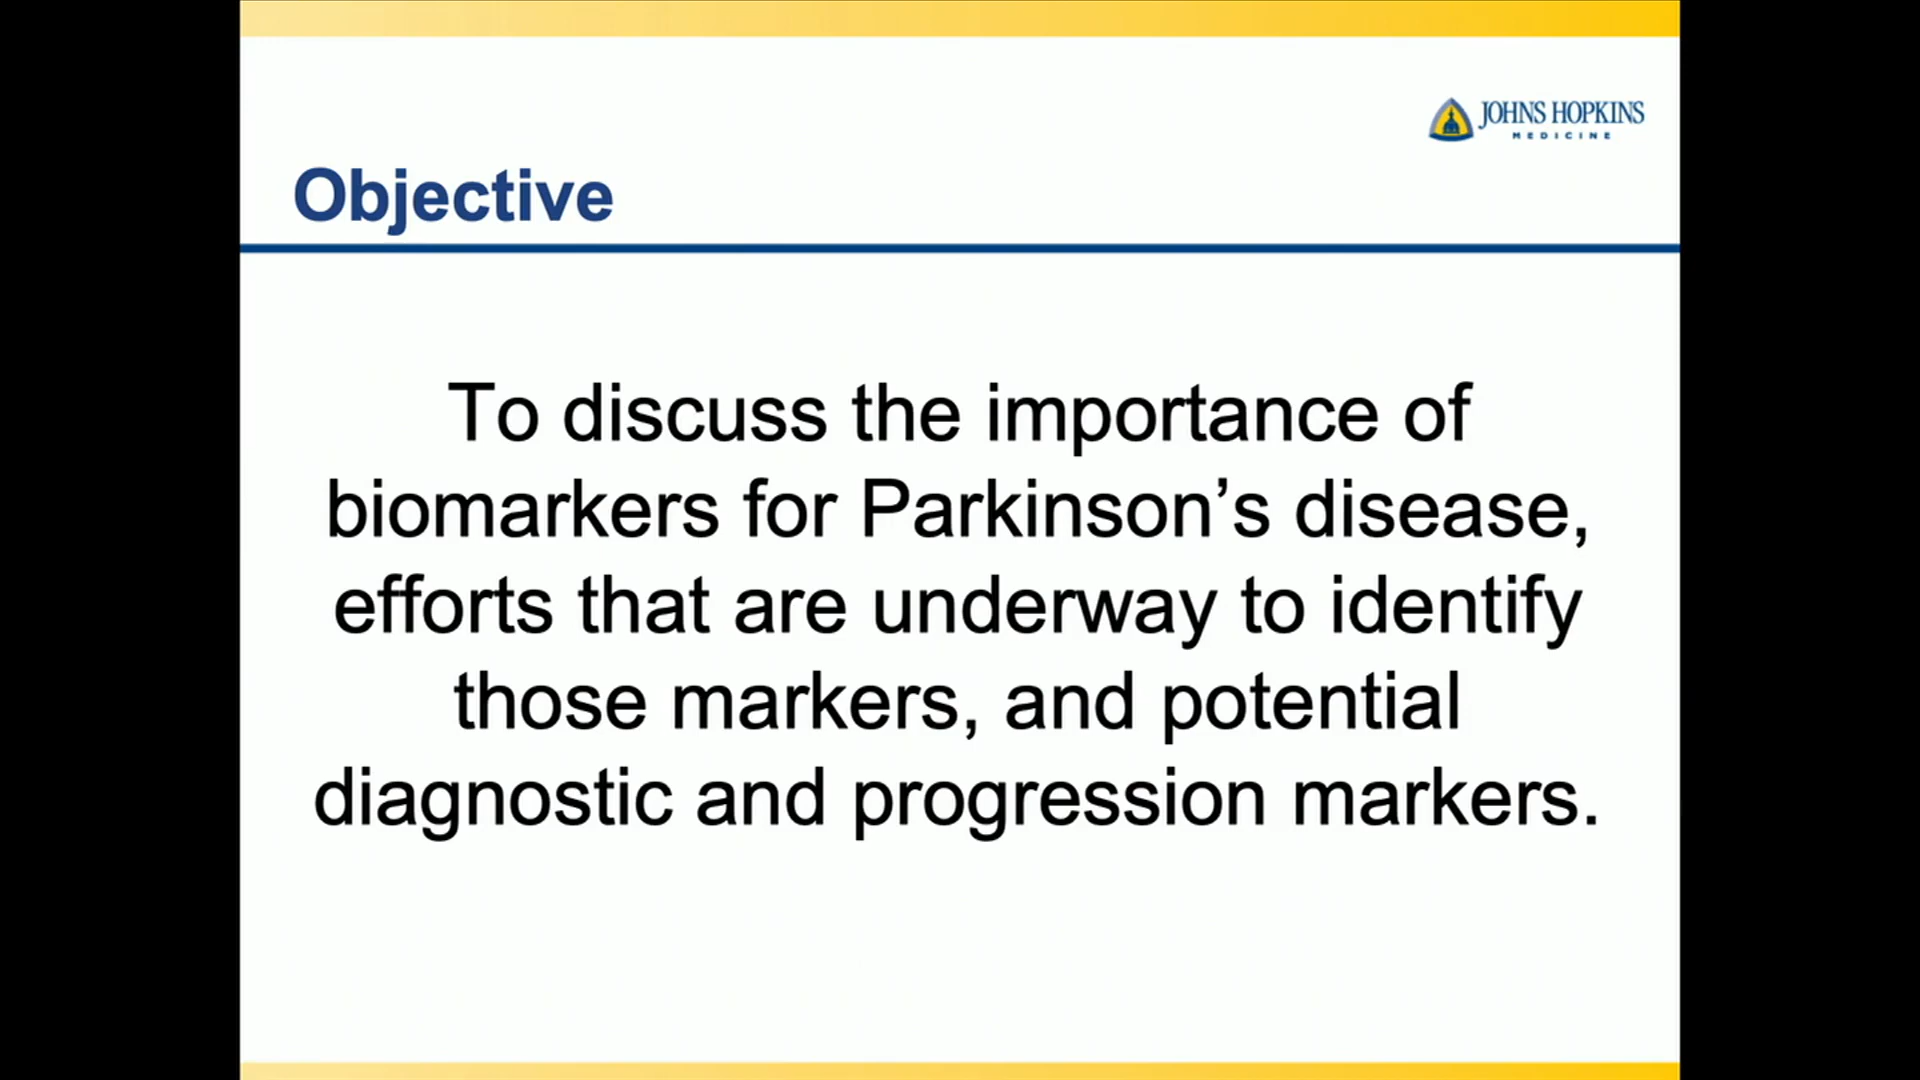 JOHNS HOPKINS
MEDICINE
Objective
To discuss the importance of
biomarkers for Parkinson’s disease,
efforts that are underway to identify
those markers, and potential
diagnostic and progression markers.